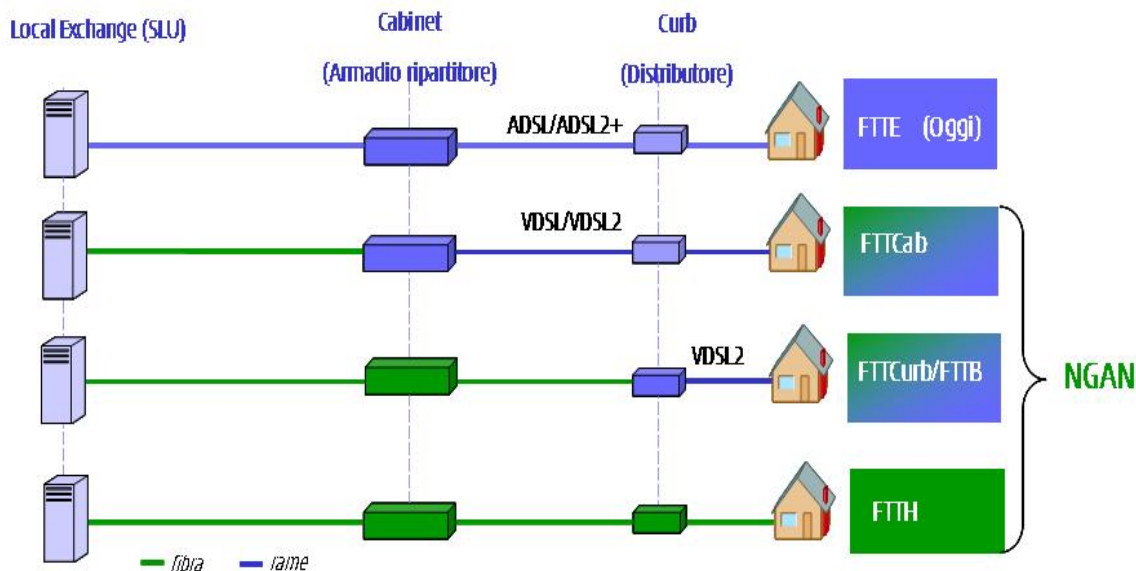 Local Exchange (SLU)
Cabinet
(Armadio ripartitore)
Curb
(Distributore)
ADSL/ADSL2+
FTTE (Oggi)
VDSL/VDSL2
FTTCab
VDSL2
FTTCurb/FTTB
NGAN
FTTH
fibra
rame